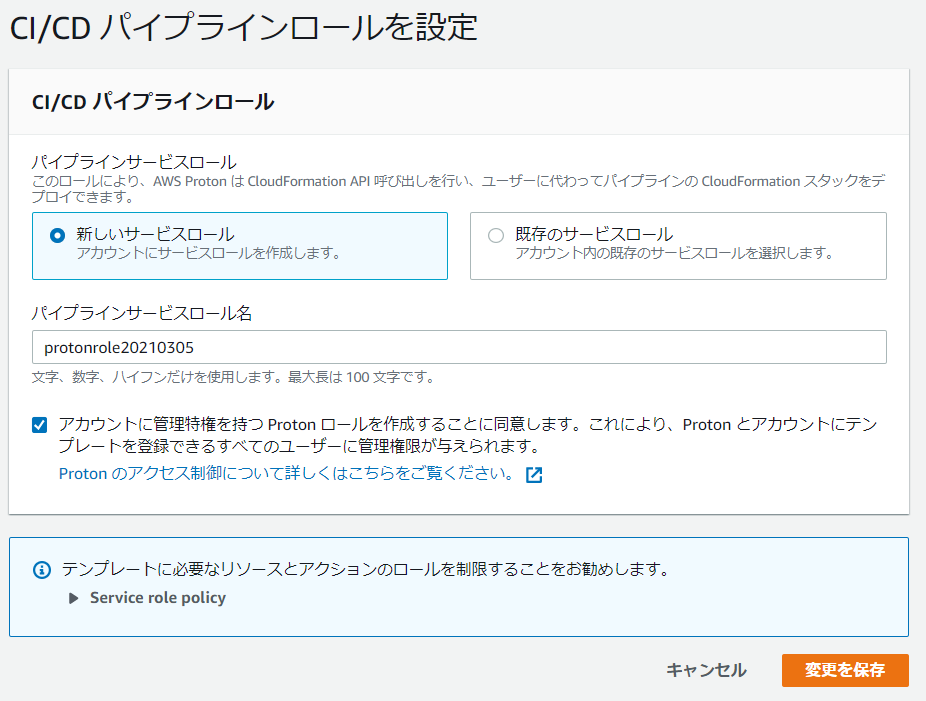 CI/CD パイプラインロールを設定
CI/CD パイプラインロール
パイプラインサービスロール
このロールにより、AWS Proton は CloudFormation API 呼び出しを行い、ユーザーに代わってパイプラインの CloudFormation スタックをデ
プロイできます。
新しいサービスロール
アカウントにサービスロールを作成します。
既存のサービスロール
アカウント内の既存のサービスロールを選択します。
パイプラインサービスロール名
protonrole20210305
文字、数字、ハイフンだけを使用します。最大長は 100 文字です。
アカウントに管理特権を持つ Proton ロールを作成することに同意します。これにより、Proton とアカウントにテン
プレートを登録できるすべてのユーザーに管理権限が与えられます。
Proton のアクセス制御について詳しくはこちらをご覧ください。
テンプレートに必要なリソースとアクションのロールを制限することをお勧めします。
Service role policy
キャンセル
変更を保存